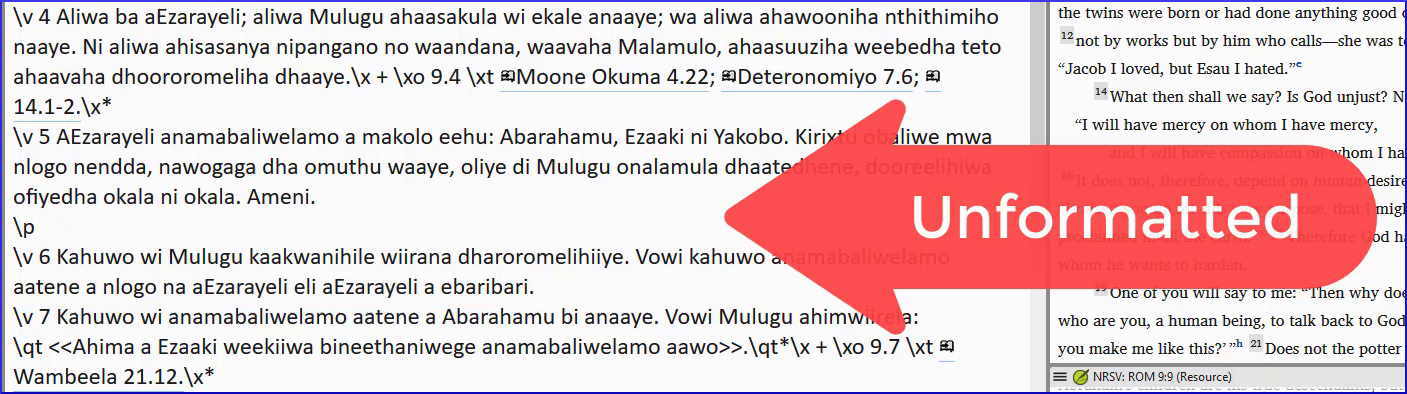 \v 4 Aliwa ba aEzarayeli; aliwa Mulugu ahaasakula wi ekale anaaye; wa aliwa ahawooniha nthithimiho
naaye. Ni aliwa ahisasanya nipangano no waandana, waavaha Malamulo, ahaasuuziha weebedha teto
ahaavaha dhoororomeliha dhaaye.\x + \xo 9.4 \xt Moone Okuma 4.22; Deteronomiyo 7.6;
14.1-2.\x*
\v 5 AEzarayeli anamabaliwelamo a makolo eehu: Abarahamu, Ezaaki ni Yakobo. Kirixtu obaliwe mwa
nlogo nendda, nawogaga dha omuthu waaye, oliye di Mulugu onalamula dhaatedhene, dooreelihiwa
ofiyedha okala ni okala. Ameni.
\p
\v 6 Kahuwo wi Mulugu kaakwanihile wiirana dharoromelihiiye. Vowi kahuwo anamabaliwelamo
aatene a nlogo na aEzarayeli eli aEzarayeli a ebaribari.
\v 7 Kahuwo wi anamabaliwelamo aatene a Abarahamu bi anaaye. Vowi Mulugu ahimwiirela:
\qt <<Ahima a Ezaaki weekiiwa bineethaniwege anamabaliwelamo aawo>>.\qt*\x + \xo 9.7 \xt
Wambeela 21.12.\x*
Unformatted
the twins were born or had done anything good
12 not by works but by him who calls—she was
“Jacob I loved, but Esau I hated.”c
14 What then shall we say? Is God unjust?
“I will have mercy on whom I have mercy,
and I will have compassion on whom I
16 It does not, therefore, depend on human desire
that I
Therefore God
whom he wants to harden.
19 One of you will say to me: “Then why
who are you, a human being, to talk back to God
you make me like this?’”h 21 Does not the potter
NRSV: ROM 9:9 (Resource)